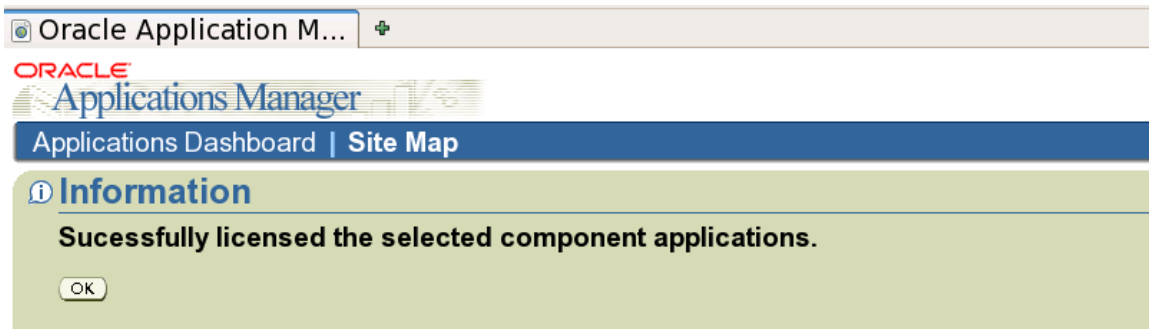 Oracle Application M...
ORACLE
Applications Manager
Applications Dashboard | Site Map
Information
Sucessfully licensed the selected component applications.
OK